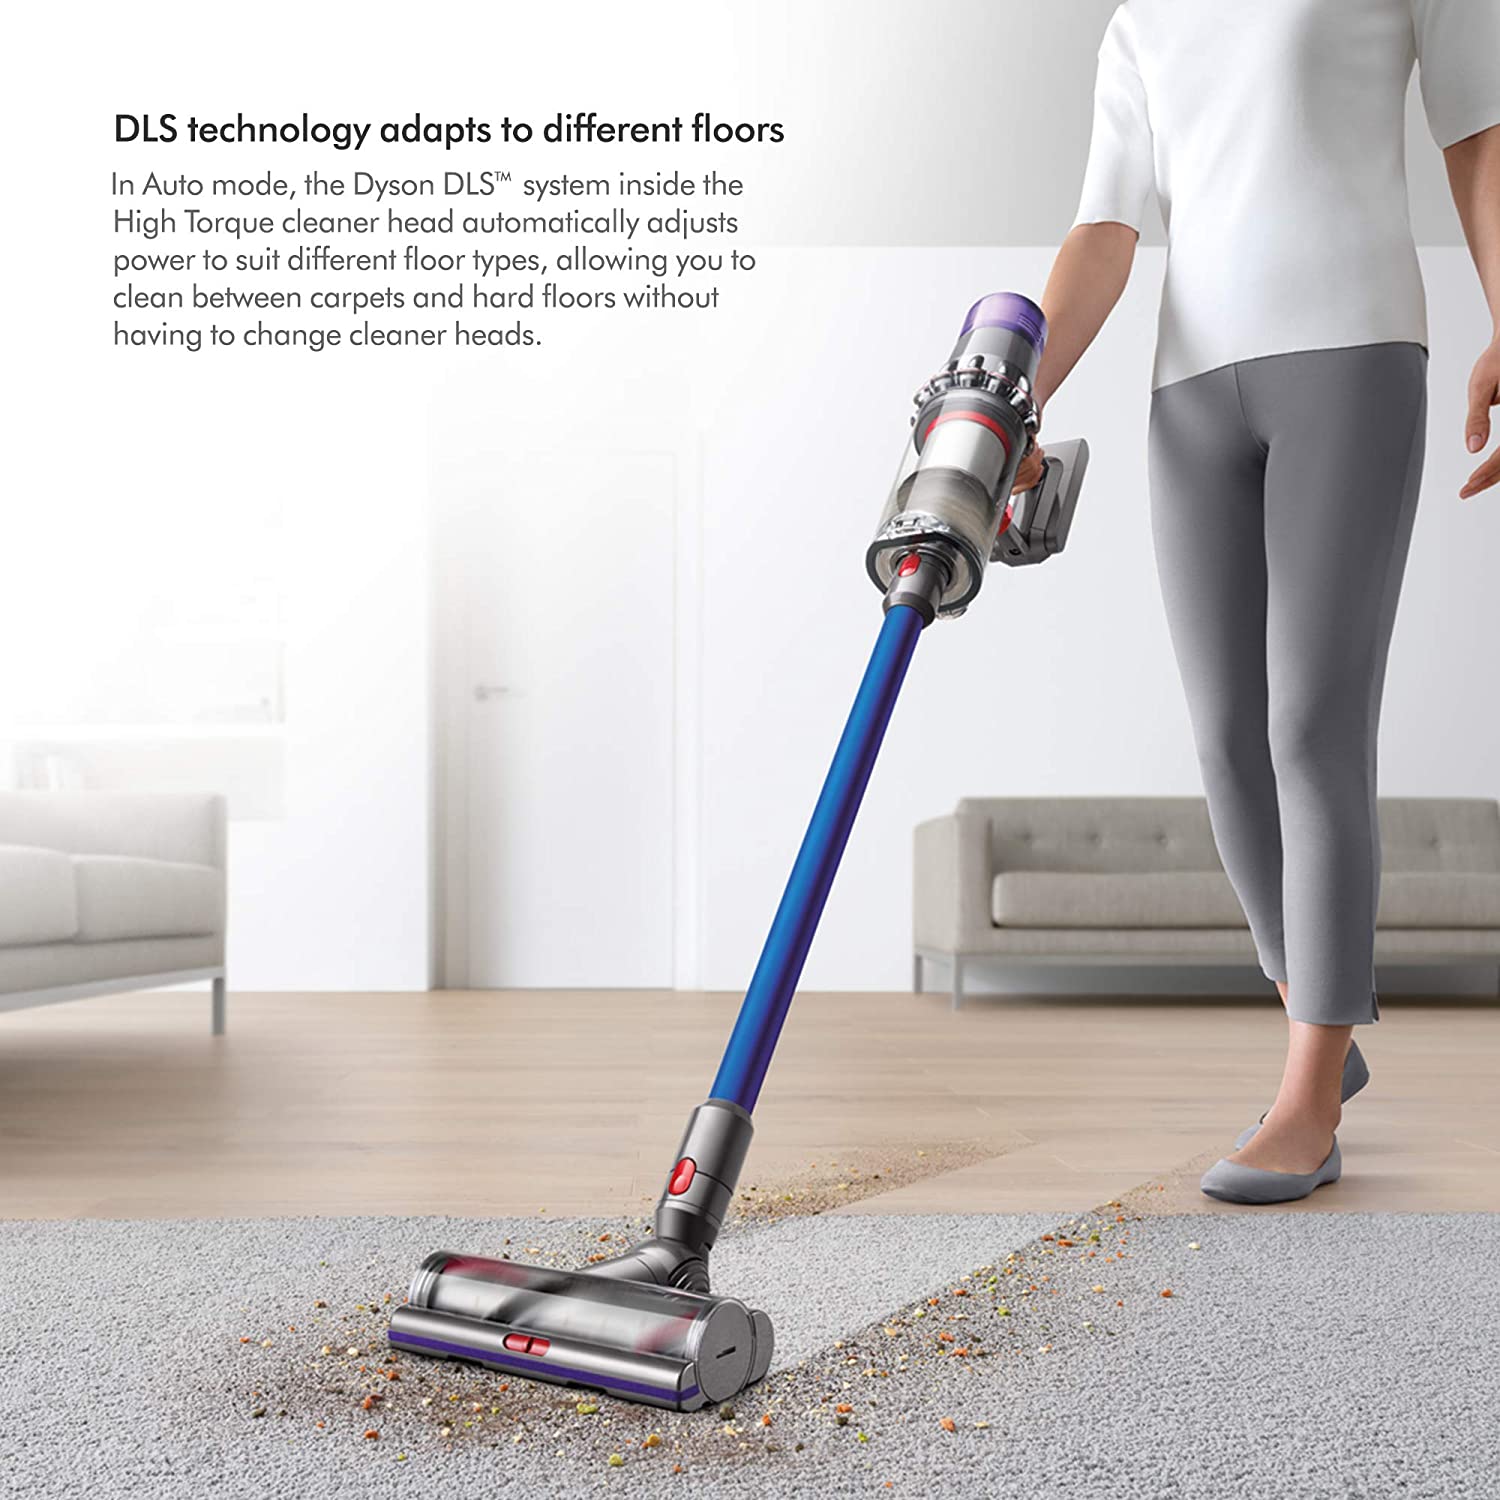 DLS technology adapts to different floors
In Auto mode, the Dyson DLS™ system inside the
High Torque cleaner head automatically adjusts
power to suit different floor types, allowing you to
clean between carpets and hard floors without
having to change cleaner heads.